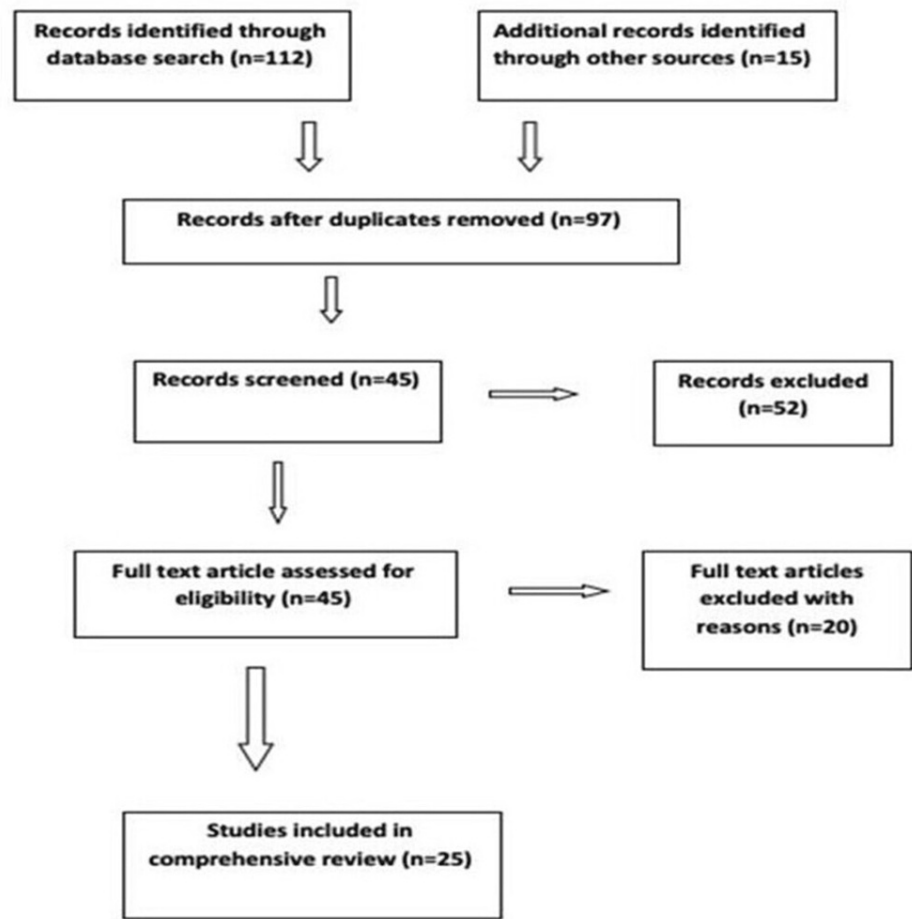 Records identified through
database search (n=112)
Additional records identified
through other sources (n=15)
Records after duplicates removed (n=97)
Records screened (n=45)
Records excluded
(n=52)
Full text article assessed for
eligibility (n=45)
Full text articles
excluded with
reasons (n=20)
Studies included in
comprehensive review (n=25)